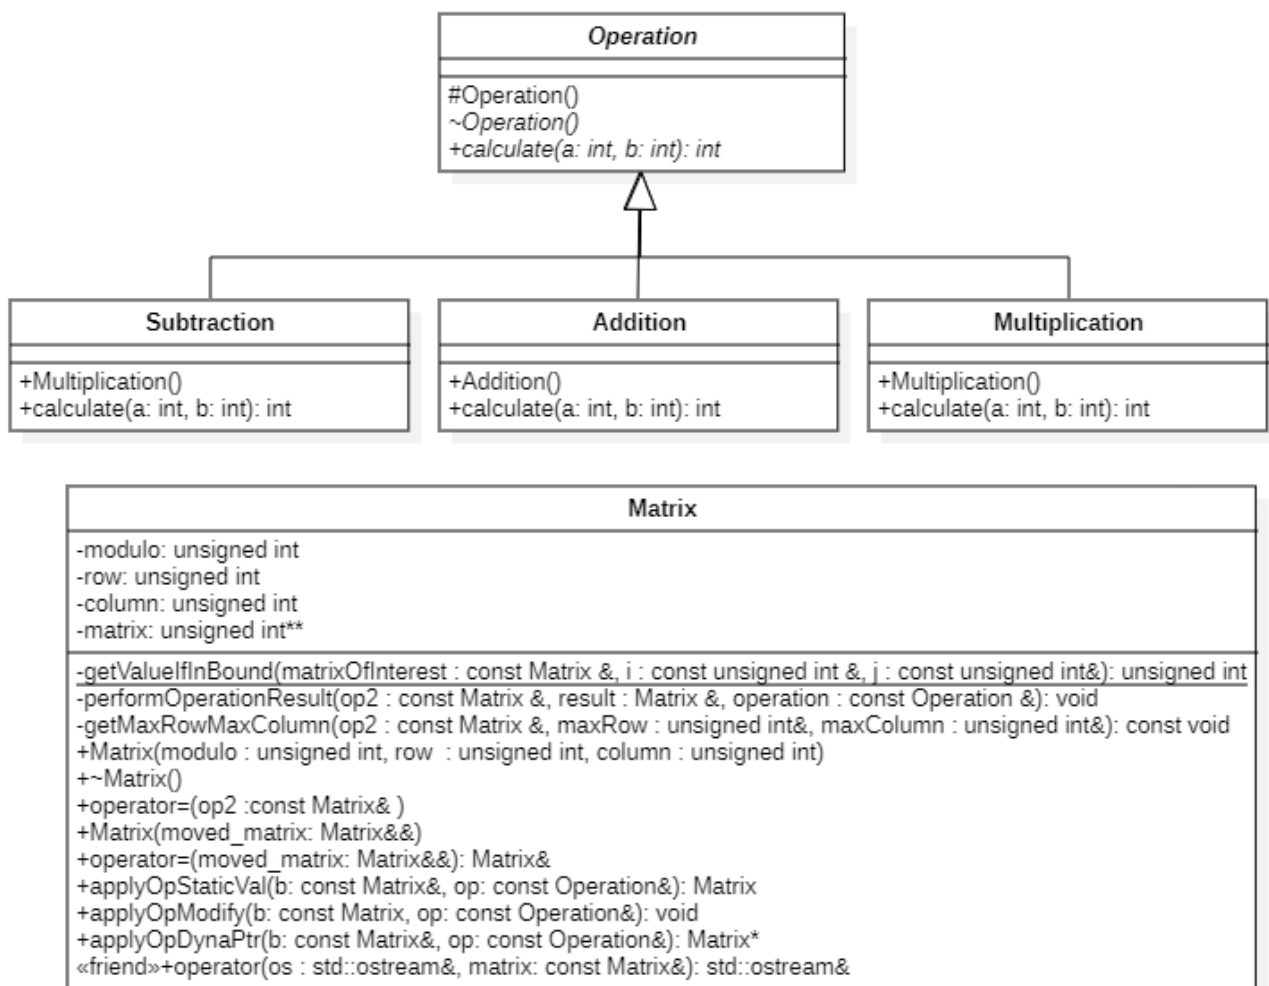 Operation
#Operation()
~Operation()
+calculate(a: int, b: int): int
Subtraction
+Multiplication()
+calculate(a: int, b: int): int
Addition
+Addition()
+calculate(a: int, b: int): int
Multiplication
+Multiplication()
+calculate(a: int, b: int): int
Matrix
-modulo: unsigned int
-row: unsigned int
-column: unsigned int
-matrix: unsigned int**
-getValueIfInBound(matrixOfInterest : const Matrix &, i : const unsigned int &, j : const unsigned int&): unsigned int
-performOperationResult(op2 : const Matrix &, result : Matrix &, operation : const Operation &): void
-getMaxRowMaxColumn(op2 : const Matrix &, maxRow : unsigned int&, maxColumn : unsigned int&): const void
+Matrix(modulo : unsigned int, row  : unsigned int, column : unsigned int)
+~Matrix()
+operator=(op2 :const Matrix& )
+Matrix(moved_matrix: Matrix&&)
+operator=(moved_matrix: Matrix&&): Matrix&
+applyOpStaticVal(b: const Matrix&, op: const Operation&): Matrix
+applyOpModify(b: const Matrix, op: const Operation&): void
+applyOpDynaPtr(b: const Matrix&, op: const Operation&): Matrix*
«friend»+operator(os : std::ostream&, matrix: const Matrix&): std::ostream&